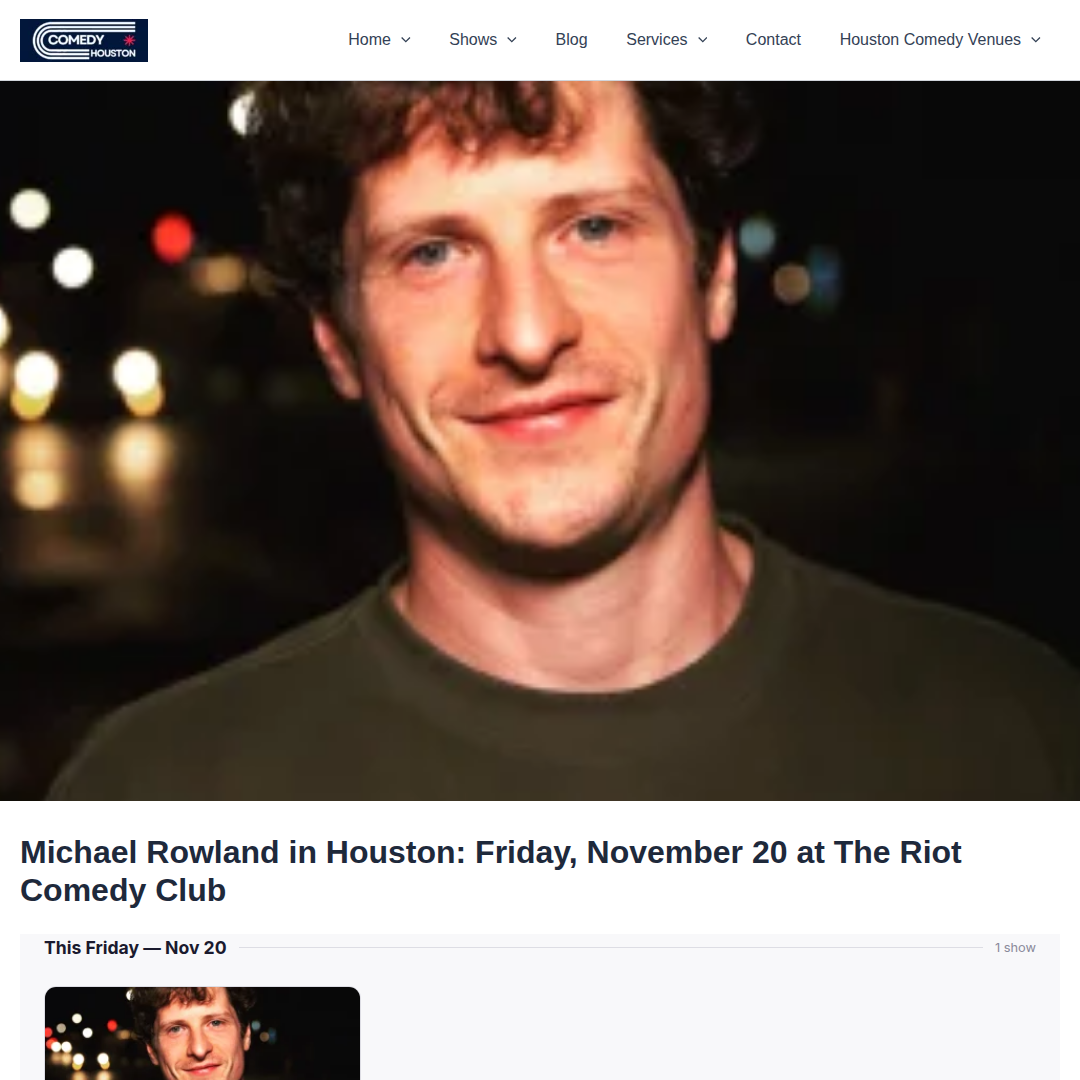 COMEDY
HOUSTON
Home
Shows
Blog
Services
Contact
Houston Comedy Venues
Michael Rowland in Houston: Friday, November 20 at The Riot
Comedy Club
This Friday — Nov 20
1 show